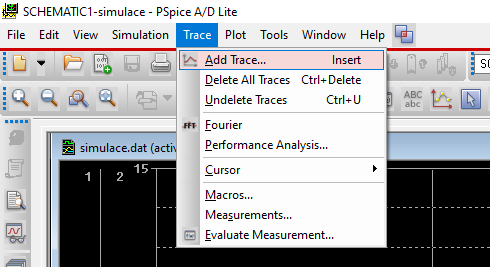 SCHEMATIC1-simulace - PSpice A/D Lite
File Edit View Simulation Trace Plot Tools Window Help
Add Trace... Insert
Delete All Traces Ctrl+Delete
Undelete Traces Ctrl+U
Fourier
Performance Analysis...
Cursor
Macros...
Measurements...
Evaluate Measurement...
ABC
abc
simulace.dat (activ
1 2 15